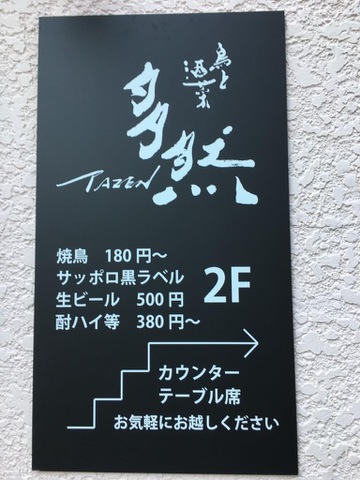 鳥と
酒菜
多然
TAZEN
焼鳥 180円〜
サッポロ黒ラベル
生ビール 500円
酎ハイ等 380円〜
2F
カウンター
テーブル席
お気軽にお越しください